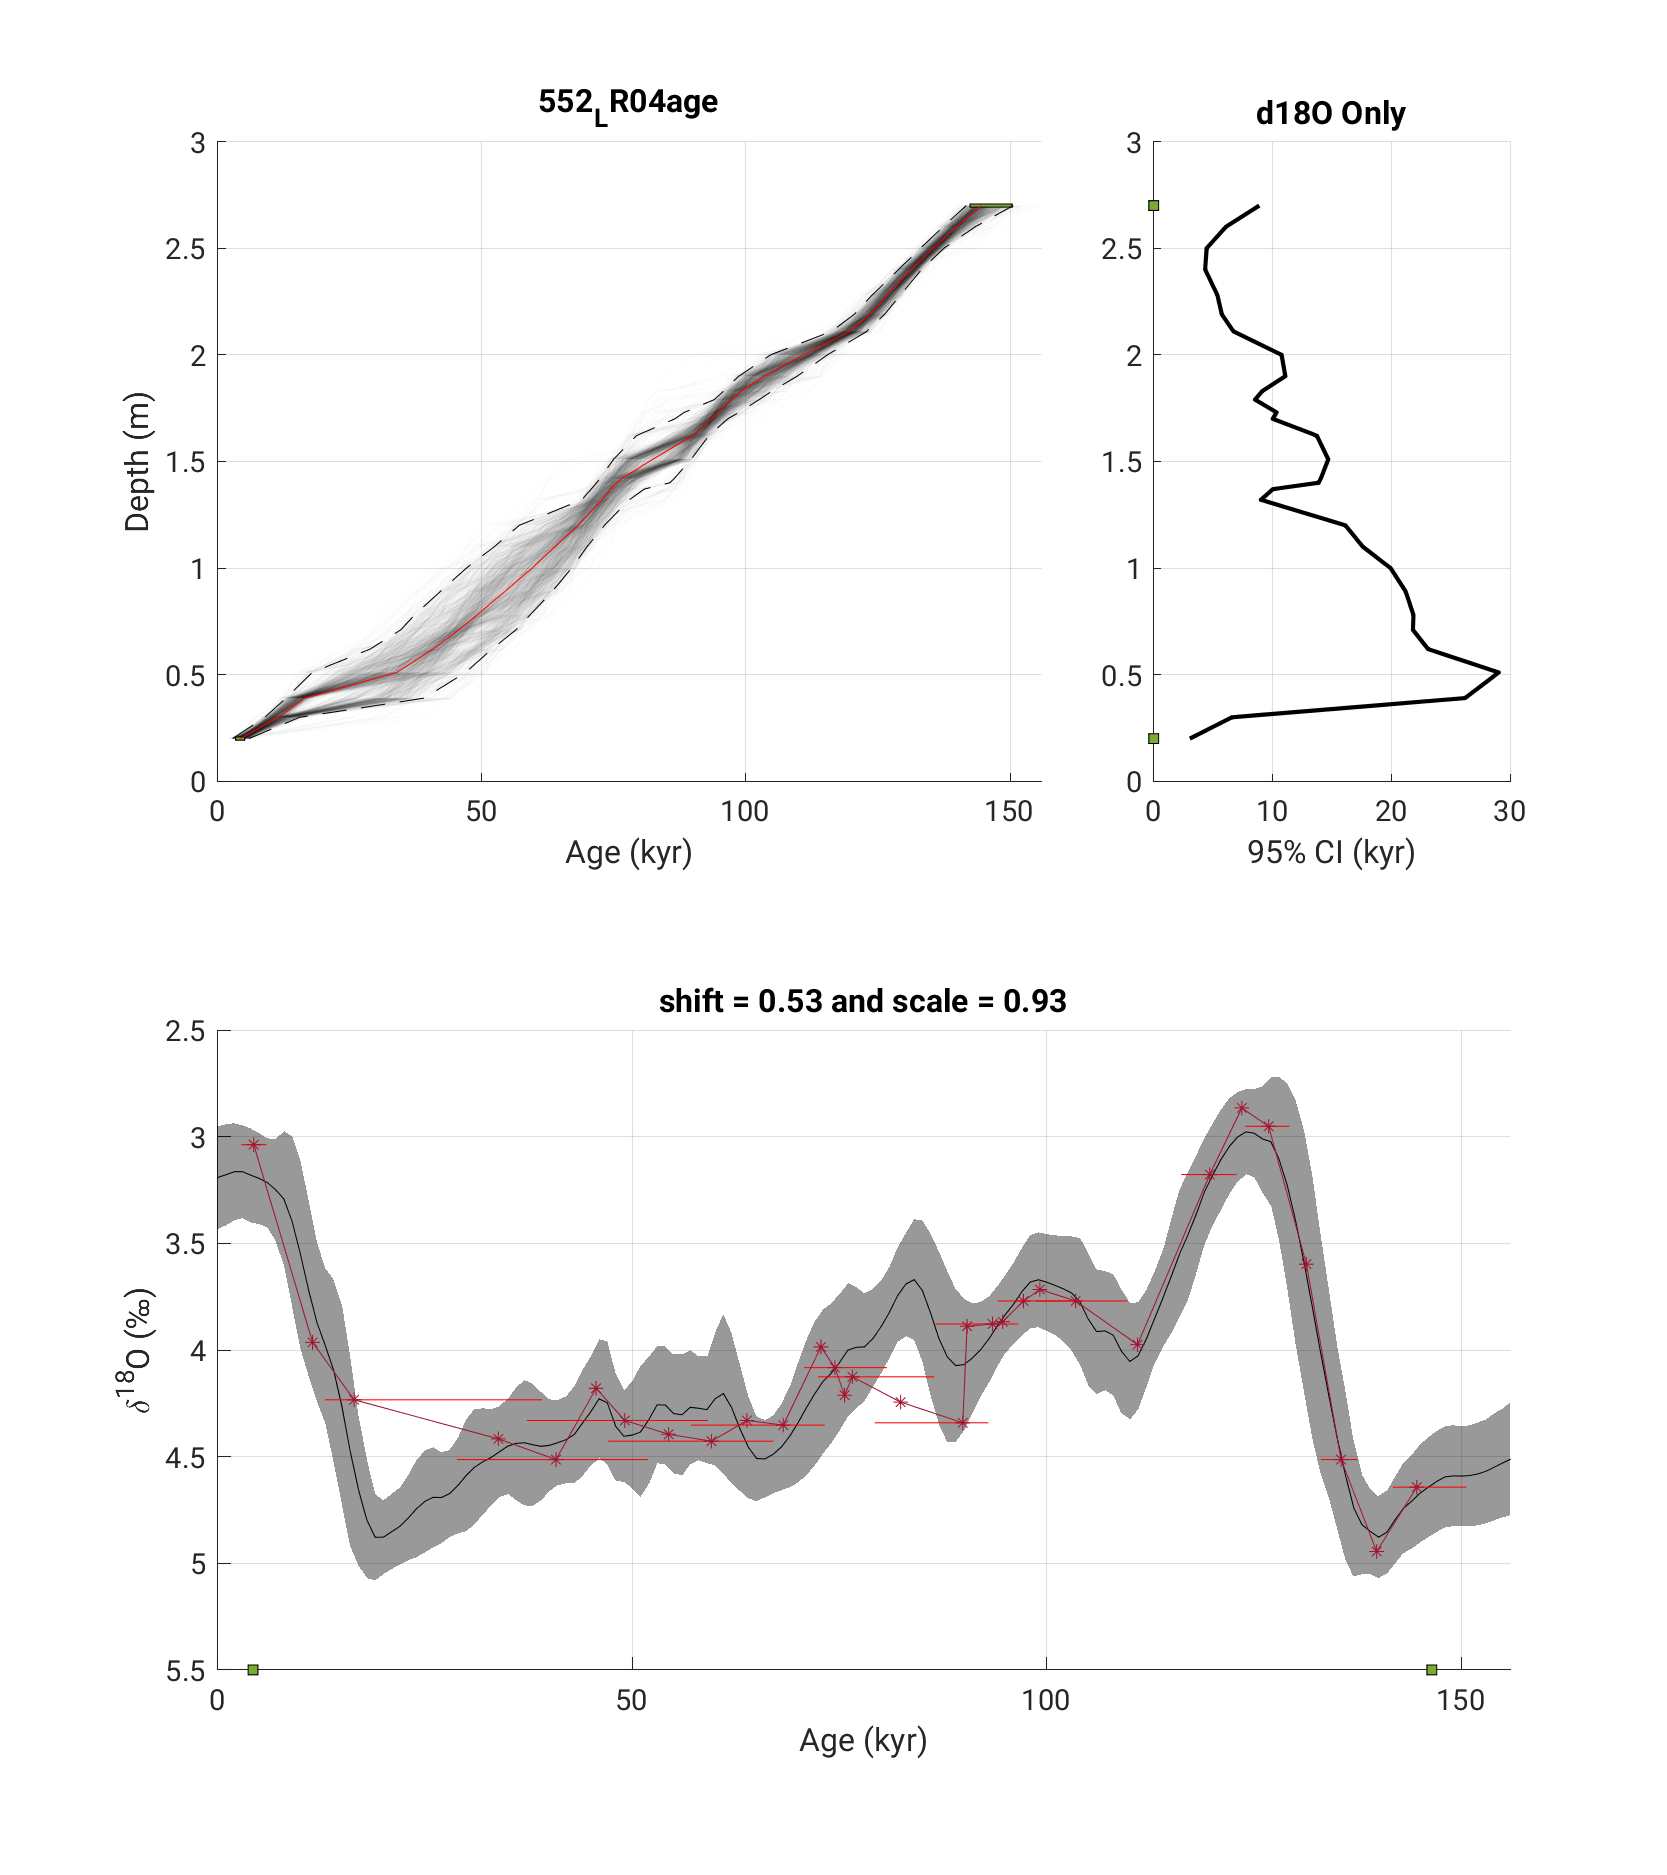 552LR04age
3
2.5
2
1.5
1
0.5
0
0 50 100 150
Depth (m)
Age (kyr)
d18O Only
3
2.5
2
1.5
1
0.5
0
0 10 20 30
95% CI (kyr)
shift = 0.53 and scale = 0.93
2.5
3
3.5
4
4.5
5
5.5
0 50 100 150
δ18O (‰)
Age (kyr)